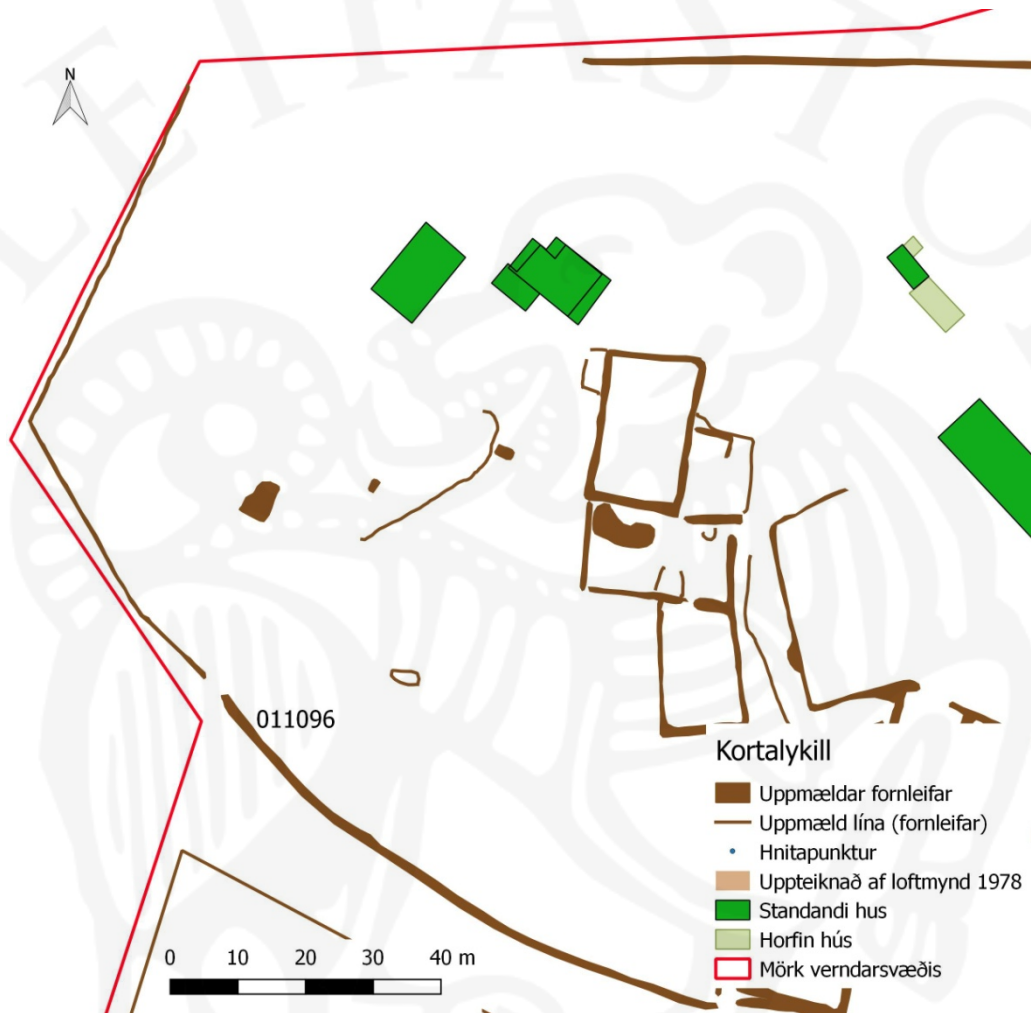 N
011096
Kortalykill
Uppmældar fornleifar
Uppmæld lína (fornleifar)
Hnitapunktur
Uppteiknað af loftmynd 1978
Standandi hus
Horfin hús
Mörk verndarsvæðis
0 10 20 30 40 m